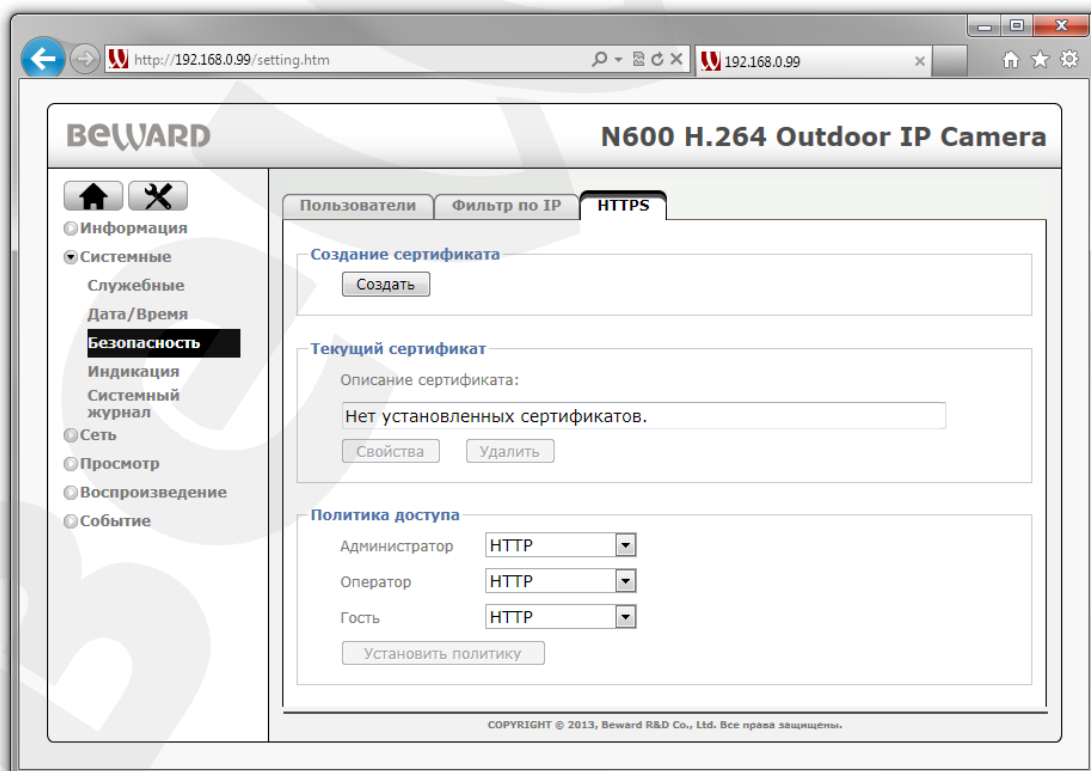 http://192.168.0.99/setting.htm
192.168.0.99
BEWARD
N600 H.264 Outdoor IP Camera
Информация
Системные
Служебные
Дата/Время
Безопасность
Индикация
Системный
журнал
Сеть
Просмотр
Воспроизведение
Событие
Пользователи
Фильтр по IP
HTTPS
Создание сертификата
Создать
Текущий сертификат
Описание сертификата:
Нет установленных сертификатов.
Свойства
Удалить
Политика доступа
Администратор
HTTP
Оператор
HTTP
Гость
HTTP
Установить политику
COPYRIGHT © 2013, Beward R&D Co., Ltd. Все права защищены.